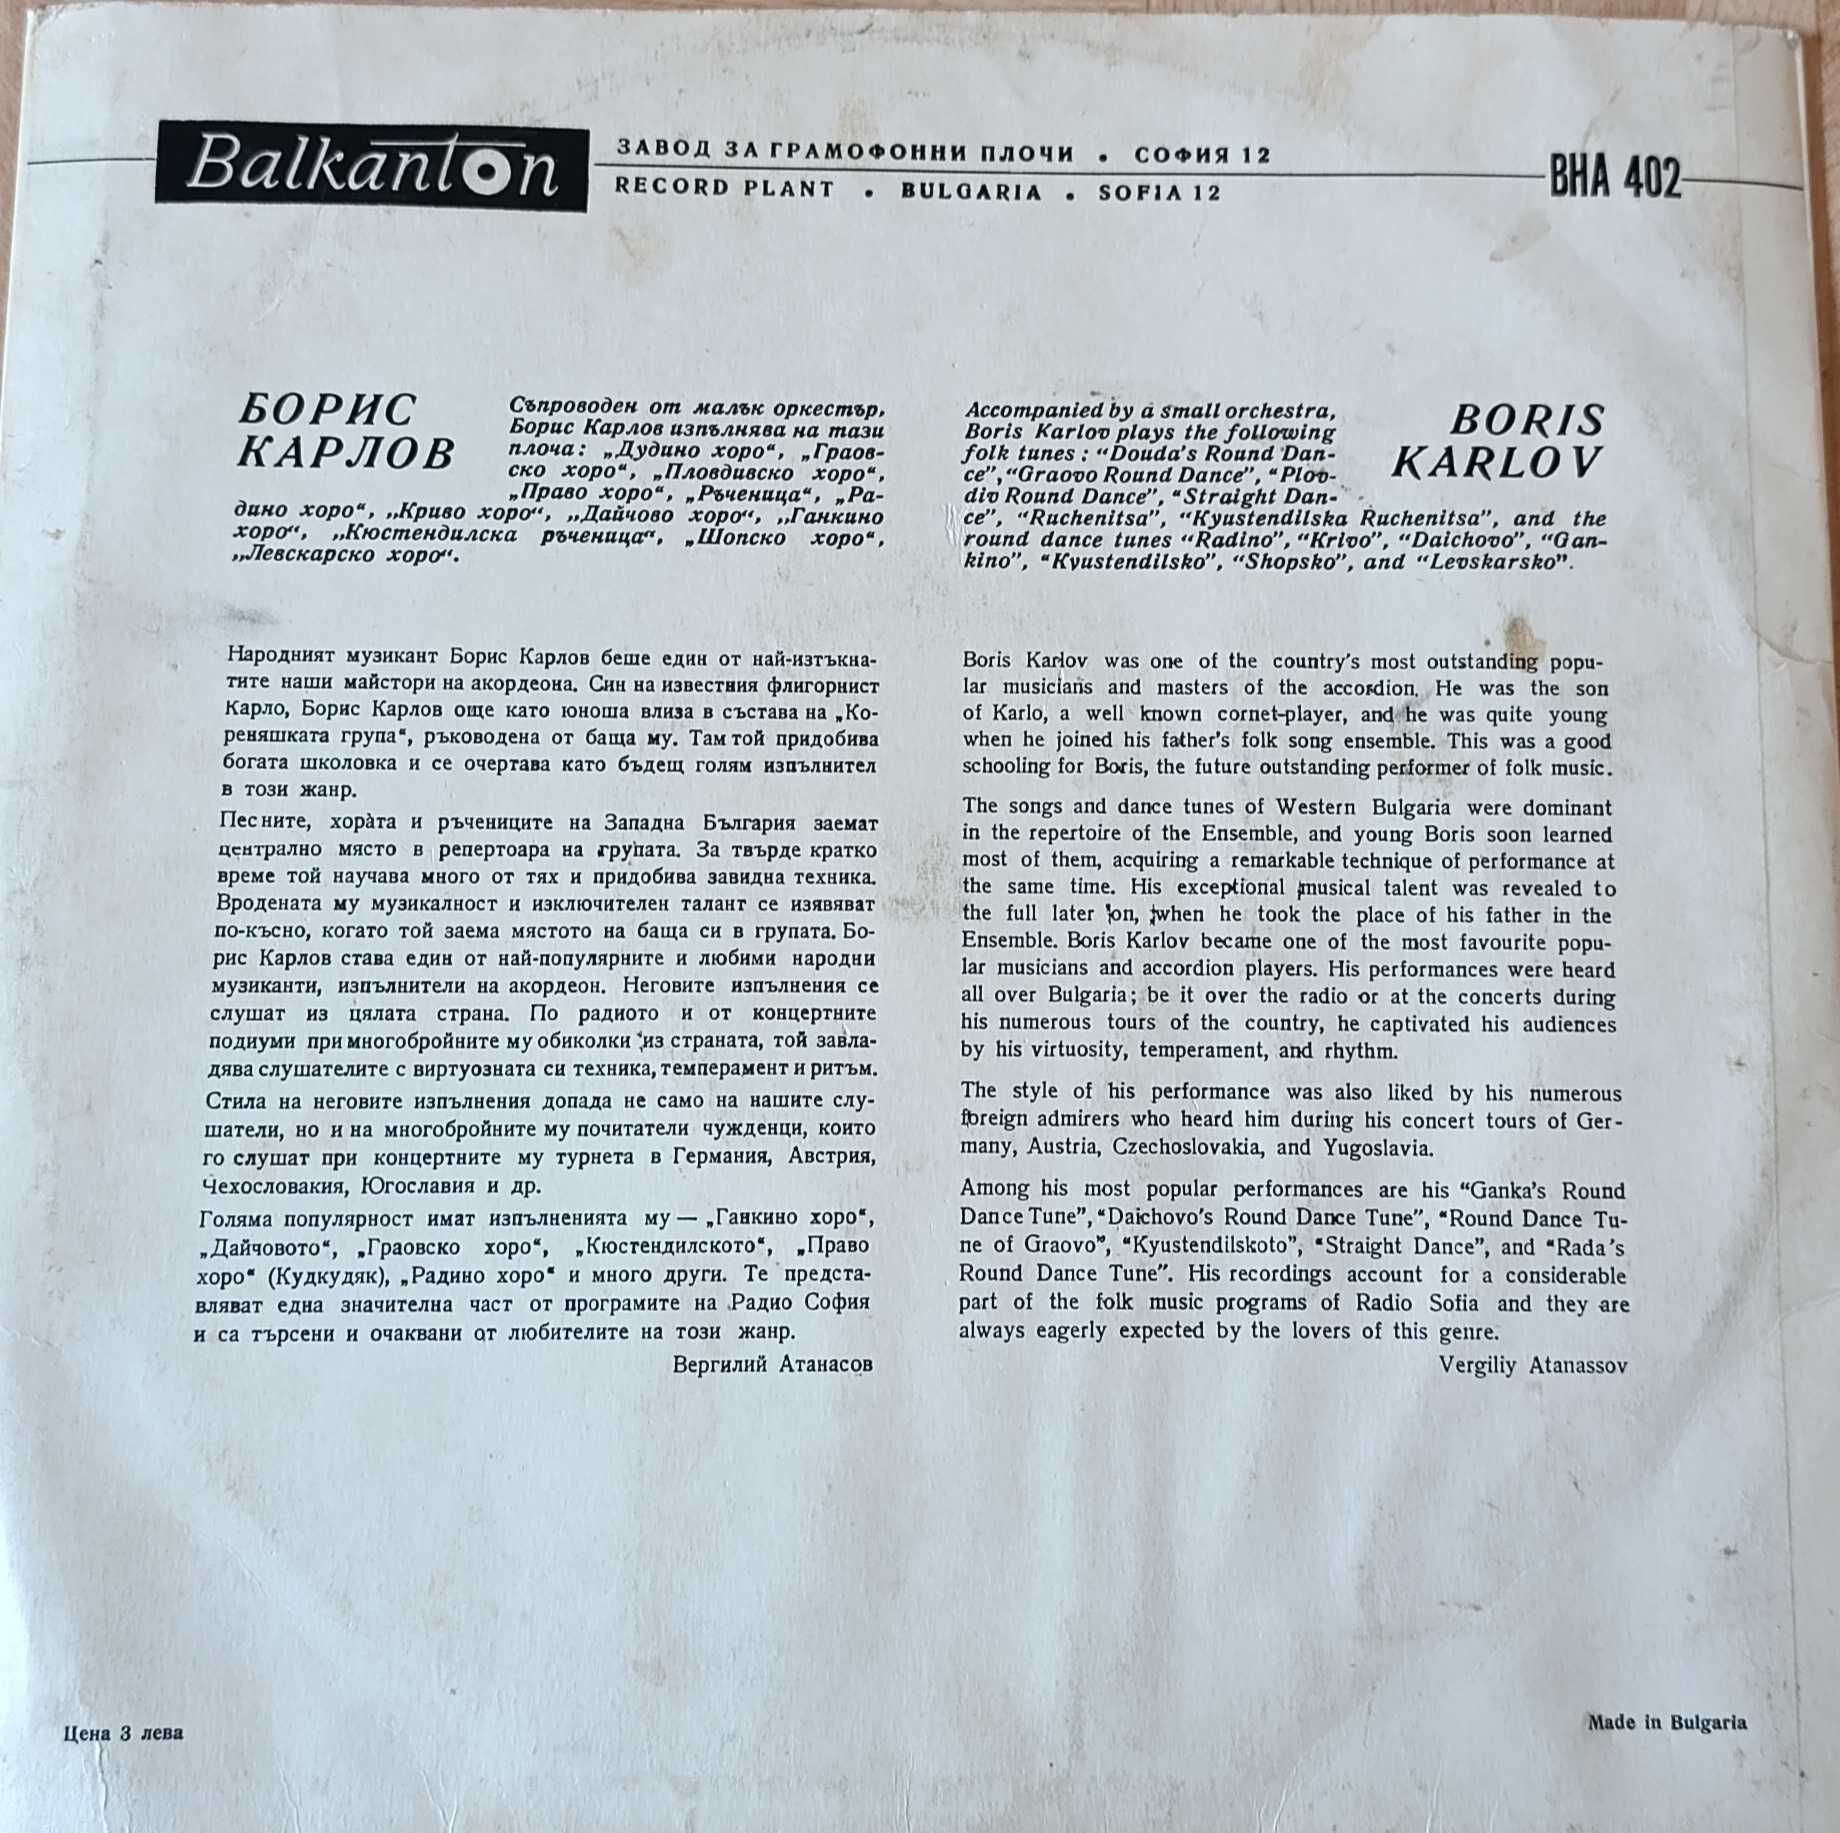 Balkanton
ЗАВОД ЗА ГРАМОФОННИ ПЛОЧИ • СОФИЯ 12
RECORD PLANT • BULGARIA • SOFIA 12
ВНА 402
БОРИС
КАРЛОВ
Съпроводен от малък оркестър,
Борис Карлов изпълнява на тази
плоча: „Дудино хоро“, „Граов-
ско хоро“, „Пловдивско хоро“,
„Право хоро“, „Ръченица“, „Ра-
дино хоро“, „Криво хоро“, „Дайчово хоро“, „Ганкино
хоро“, „Кюстендилска ръченица“, „Шопско хоро“,
„Левскарско хоро“.
Народният музикант Борис Карлов беше един от най-изтъкна-
тите наши майстори на акордеона. Син на известния флигорнист
Карло, Борис Карлов още като юноша влиза в състава на „Ко-
реняшката група“, ръководена от баща му. Там той придобива
богата школовка и се очертава като бъдещ голям изпълнител
в този жанр.
Песните, хора̀та и ръчениците на Западна България заемат
централно място в репертоара на групата. За твърде кратко
време той научава много от тях и придобива завидна техника.
Вродената му музикалност и изключителен талант се изявяват
по-късно, когато той заема мястото на баща си в групата. Бо-
рис Карлов става един от най-популярните и любими народни
музиканти, изпълнители на акордеон. Неговите изпълнения се
слушат из цялата страна. По радиото и от концертните
подиуми при многобройните му обиколки из страната, той завла-
дява слушателите с виртуозната си техника, темперамент и ритъм.
Стила на неговите изпълнения допада не само на нашите слу-
шатели, но и на многобройните му почитатели чужденци, които
го слушат при концертните му турнета в Германия, Австрия,
Чехословакия, Югославия и др.
Голяма популярност имат изпълненията му — „Ганкино хоро“,
„Дайчовото“, „Граовско хоро“, „Кюстендилското“, „Право
хоро“ (Кудкудяк), „Радино хоро“ и много други. Те предста-
вляват една значителна част от програмите на Радио София
и са търсени и очаквани от любителите на този жанр.
Вергилий Атанасов
BORIS
KARLOV
Accompanied by a small orchestra,
Boris Karlov plays the following
folk tunes : “Douda's Round Dan-
ce”, “Graovo Round Dance”, “Plov-
div Round Dance”, “Straight Dan-
ce”, “Ruchenitsa”, “Kyustendilska Ruchenitsa”, and the
round dance tunes “Radino”, “Krivo”, “Daichovo”, “Gan-
kino”, “Kyustendilsko”, “Shopsko”, and “Levskarsko”.
Boris Karlov was one of the country's most outstanding popu-
lar musicians and masters of the accordion. He was the son
of Karlo, a well known cornet-player, and he was quite young
when he joined his father's folk song ensemble. This was a good
schooling for Boris, the future outstanding performer of folk music.
The songs and dance tunes of Western Bulgaria were dominant
in the repertoire of the Ensemble, and young Boris soon learned
most of them, acquiring a remarkable technique of performance at
the same time. His exceptional musical talent was revealed to
the full later on, when he took the place of his father in the
Ensemble. Boris Karlov became one of the most favourite popu-
lar musicians and accordion players. His performances were heard
all over Bulgaria; be it over the radio or at the concerts during
his numerous tours of the country, he captivated his audiences
by his virtuosity, temperament, and rhythm.
The style of his performance was also liked by his numerous
foreign admirers who heard him during his concert tours of Ger-
many, Austria, Czechoslovakia, and Yugoslavia.
Among his most popular performances are his “Ganka's Round
Dance Tune”, “Daichovo's Round Dance Tune”, “Round Dance Tu-
ne of Graovo”, “Kyustendilskoto”, “Straight Dance”, and “Rada's
Round Dance Tune”. His recordings account for a considerable
part of the folk music programs of Radio Sofia and they are
always eagerly expected by the lovers of this genre.
Vergiliy Atanassov
Цена 3 лева
Made in Bulgaria